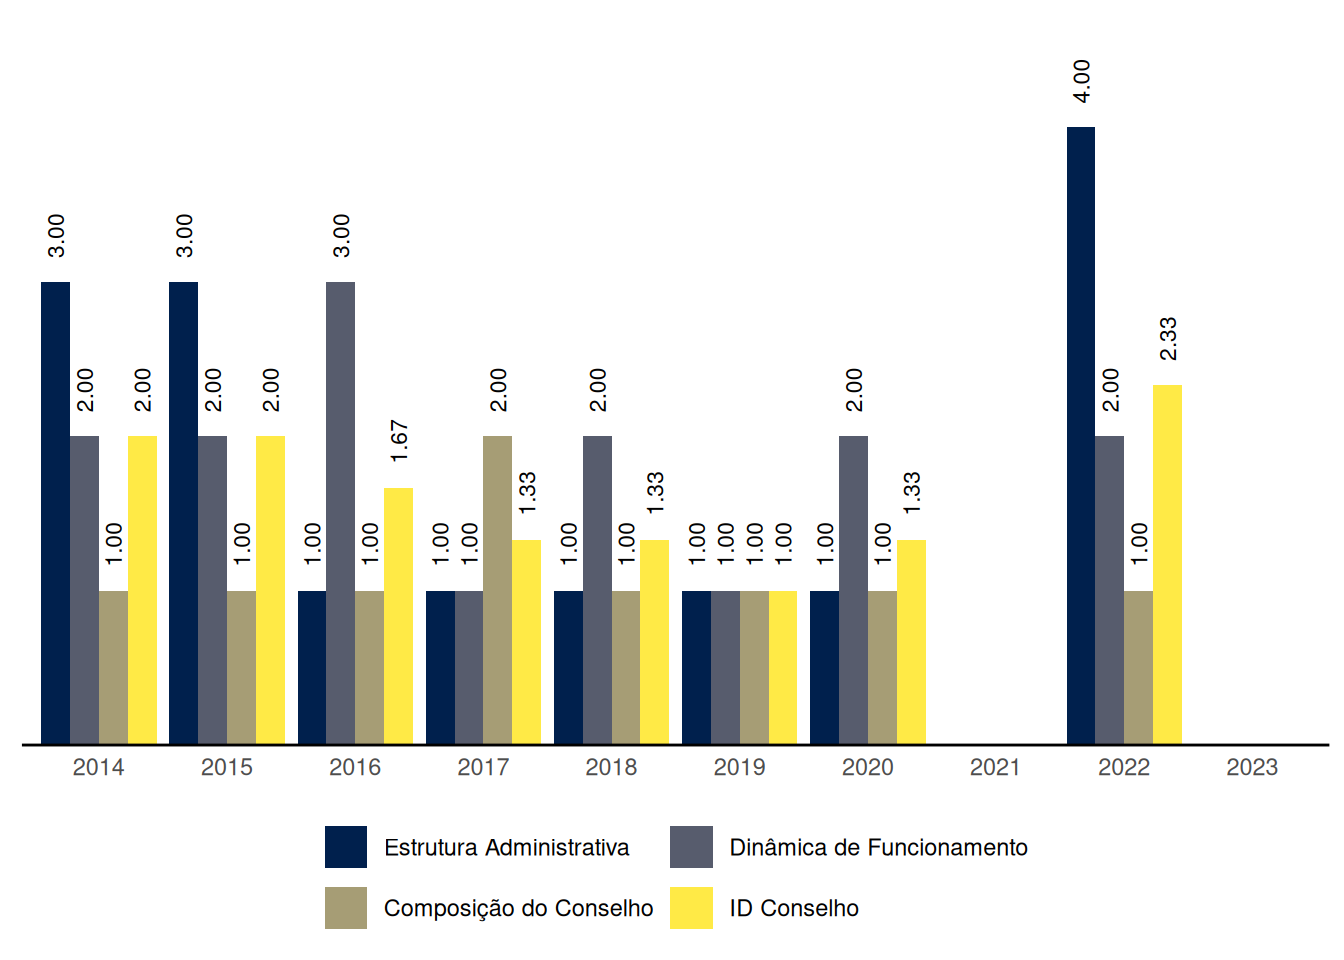 4.00
3.00 3.00 3.00
2.33
2.00 2.00 2.00 2.00 2.00 2.00 2.00 2.00
1.67
1.33 1.33 1.33
1.00 1.00 1.00 1.00 1.00 1.00 1.00 1.00 1.00 1.00 1.00 1.00 1.00 1.00 1.00
2014 2015 2016 2017 2018 2019 2020 2021 2022 2023
Estrutura Administrativa Dinâmica de Funcionamento
Composição do Conselho ID Conselho